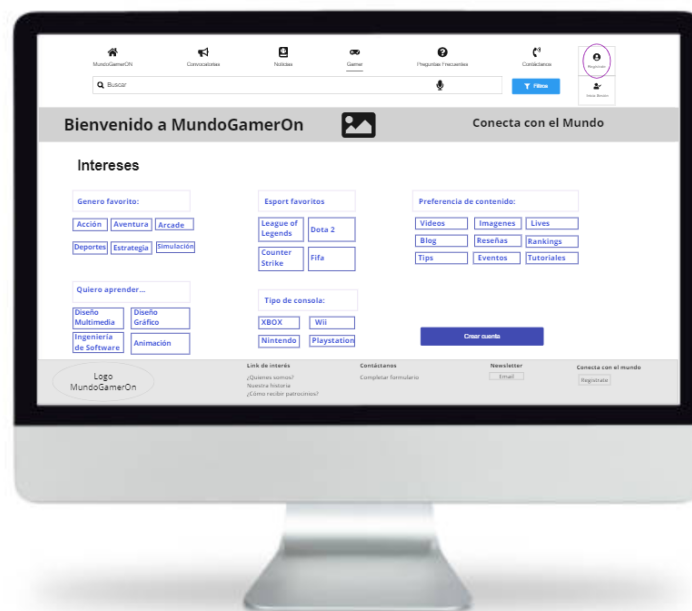 MundoGamerON
Convocatorias
Noticias
Gamer
Preguntas Frecuentes
Contáctanos
Regístrate
Buscar
Filtros
Iniciar Sesión
Bienvenido a MundoGamerOn
Conecta con el Mundo
Intereses
Genero favorito:
Acción
Aventura
Arcade
Deportes
Estrategia
Simulación
Esport favoritos
League of
Legends
Dota 2
Counter
Strike
Fifa
Preferencia de contenido:
Videos
Imagenes
Lives
Blog
Reseñas
Rankings
Tips
Eventos
Tutoriales
Quiero aprender...
Diseño
Multimedia
Diseño
Gráfico
Ingeniería
de Software
Animación
Tipo de consola:
XBOX
Wii
Nintendo
Playstation
Crear cuenta
Logo
MundoGamerOn
Link de interés
¿Quienes somos?
Nuestra historia
¿Cómo recibir patrocinios?
Contáctanos
Completar formulario
Newsletter
Email
Conecta con el mundo
Registrate